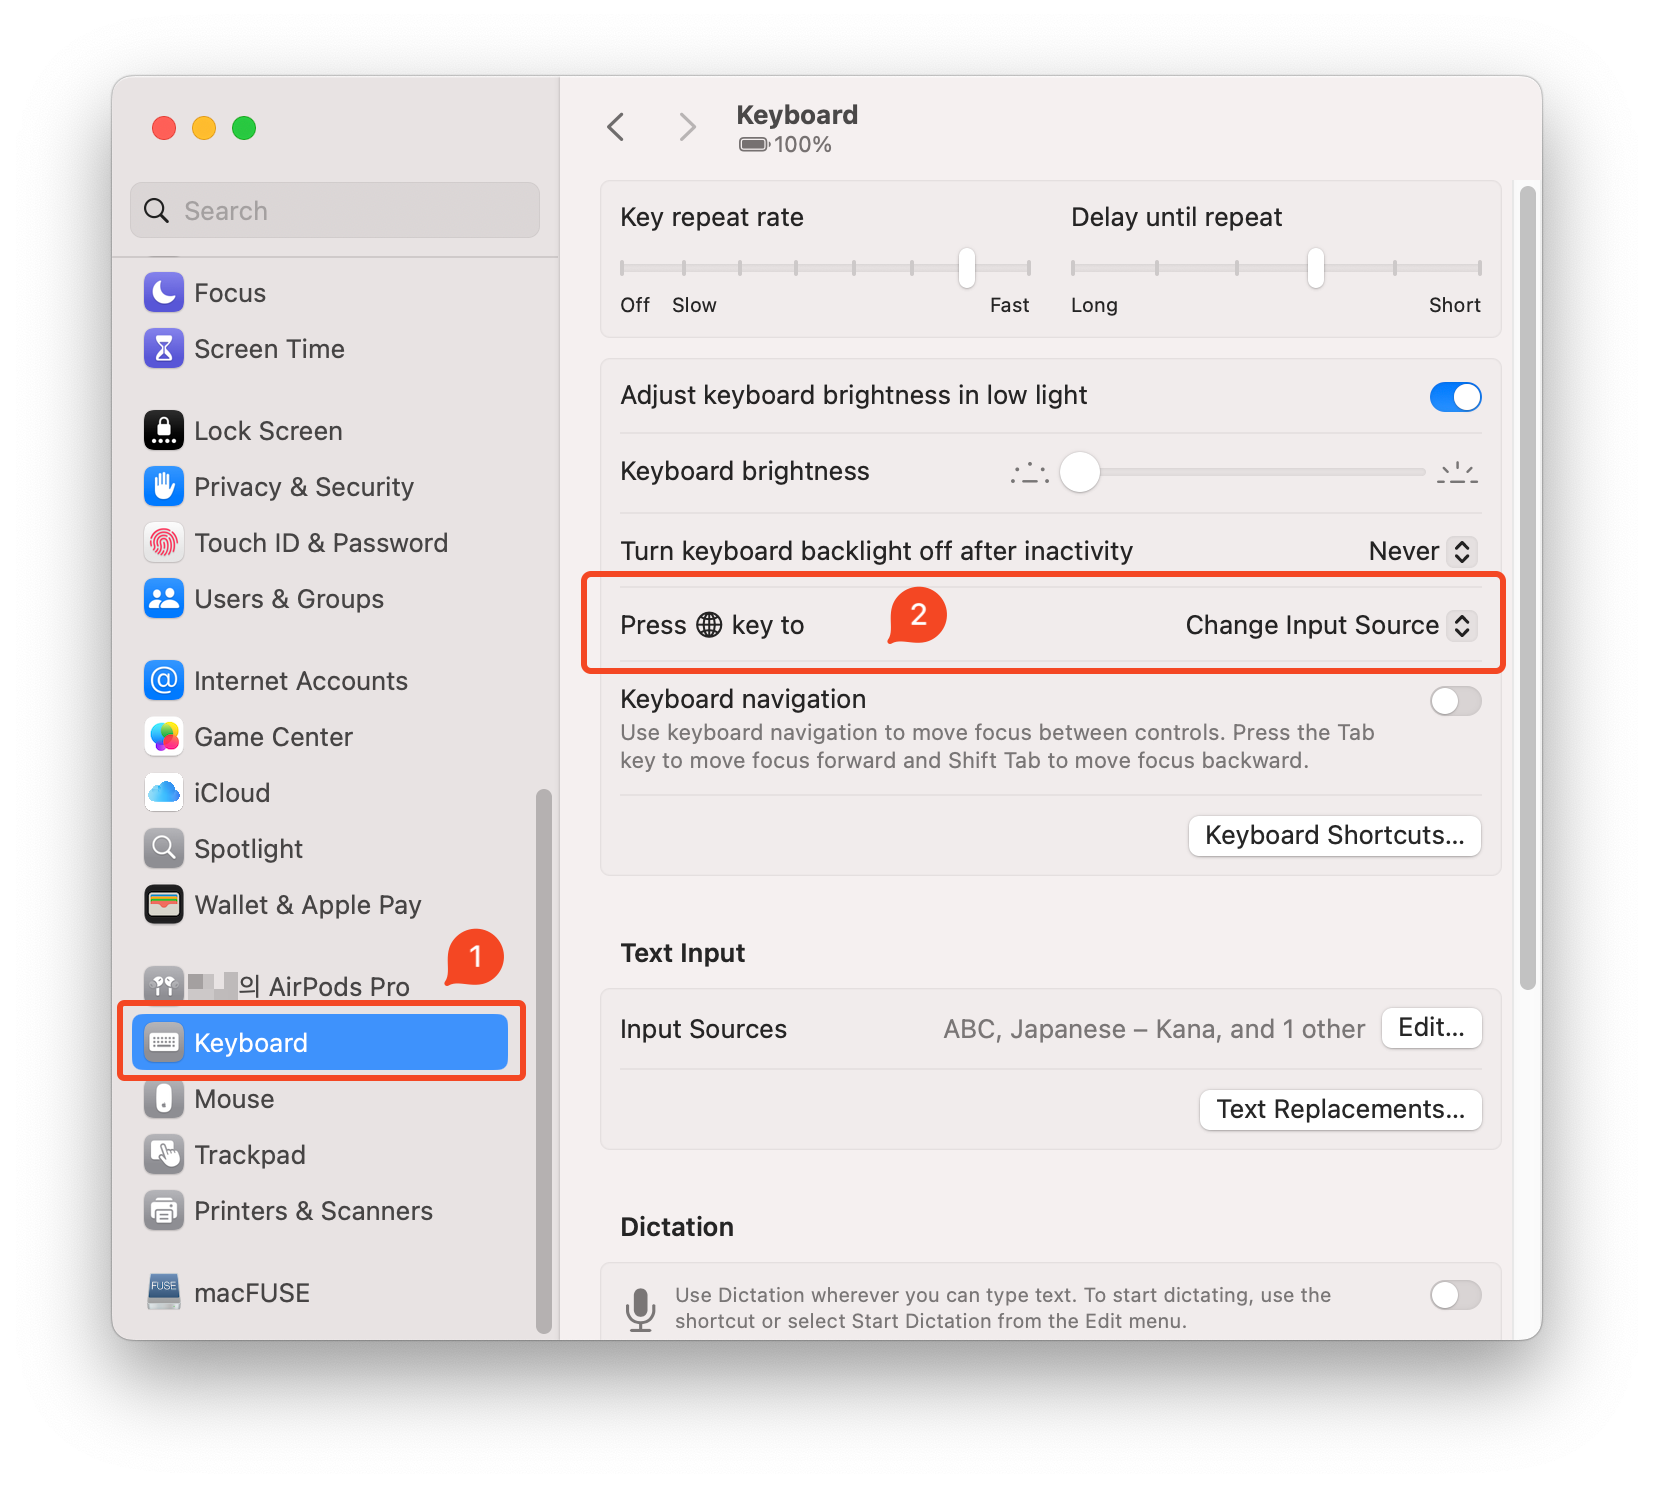 Search
Focus
Screen Time
Lock Screen
Privacy & Security
Touch ID & Password
Users & Groups
Internet Accounts
Game Center
iCloud
Spotlight
Wallet & Apple Pay
1
의 AirPods Pro
Keyboard
Mouse
Trackpad
Printers & Scanners
FUSE
macFUSE
Keyboard
100%
Key repeat rate
Off Slow Fast
Delay until repeat
Long Short
Adjust keyboard brightness in low light
Keyboard brightness
Turn keyboard backlight off after inactivity Never
Press key to 2 Change Input Source
Keyboard navigation
Use keyboard navigation to move focus between controls. Press the Tab
key to move focus forward and Shift Tab to move focus backward.
Keyboard Shortcuts...
Text Input
Input Sources ABC, Japanese – Kana, and 1 other Edit...
Text Replacements...
Dictation
Use Dictation wherever you can type text. To start dictating, use the
shortcut or select Start Dictation from the Edit menu.